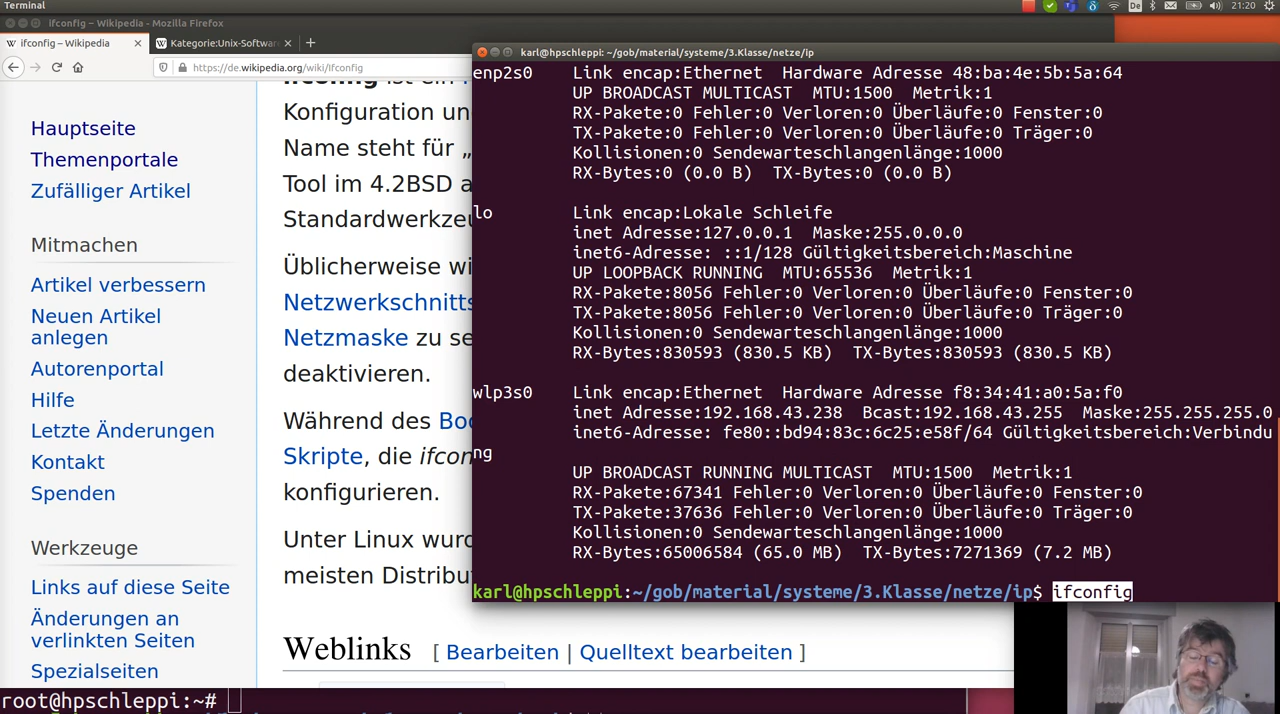 Terminal
De
21:20
ifconfig – Wikipedia - Mozilla Firefox
ifconfig – Wikipedia
Kategorie:Unix-Softwar
https://de.wikipedia.org/wiki/Ifconfig
Hauptseite
Themenportale
Zufälliger Artikel
Mitmachen
Artikel verbessern
Neuen Artikel
anlegen
Autorenportal
Hilfe
Letzte Änderungen
Kontakt
Spenden
Werkzeuge
Links auf diese Seite
Änderungen an
verlinkten Seiten
Spezialseiten
ifconfig ist ein
Konfiguration un
Name steht für „
Tool im 4.2BSD a
Standardwerkzeu
Üblicherweise wi
Netzwerkschnitts
Netzmaske zu se
deaktivieren.
Während des Boo
Skripte, die ifcon
konfigurieren.
Unter Linux wurd
meisten Distribu
Weblinks [ Bearbeiten | Quelltext bearbeiten ]
karl@hpschleppi: ~/gob/material/systeme/3.Klasse/netze/ip
enp2s0 Link encap:Ethernet Hardware Adresse 48:ba:4e:5b:5a:64
UP BROADCAST MULTICAST MTU:1500 Metrik:1
RX-Pakete:0 Fehler:0 Verloren:0 Überläufe:0 Fenster:0
TX-Pakete:0 Fehler:0 Verloren:0 Überläufe:0 Träger:0
Kollisionen:0 Sendewarteschlangenlänge:1000
RX-Bytes:0 (0.0 B) TX-Bytes:0 (0.0 B)
lo Link encap:Lokale Schleife
inet Adresse:127.0.0.1 Maske:255.0.0.0
inet6-Adresse: ::1/128 Gültigkeitsbereich:Maschine
UP LOOPBACK RUNNING MTU:65536 Metrik:1
RX-Pakete:8056 Fehler:0 Verloren:0 Überläufe:0 Fenster:0
TX-Pakete:8056 Fehler:0 Verloren:0 Überläufe:0 Träger:0
Kollisionen:0 Sendewarteschlangenlänge:1000
RX-Bytes:830593 (830.5 KB) TX-Bytes:830593 (830.5 KB)
wlp3s0 Link encap:Ethernet Hardware Adresse f8:34:41:a0:5a:f0
inet Adresse:192.168.43.238 Bcast:192.168.43.255 Maske:255.255.255.0
inet6-Adresse: fe80::bd94:83c:6c25:e58f/64 Gültigkeitsbereich:Verbindu
ng
UP BROADCAST RUNNING MULTICAST MTU:1500 Metrik:1
RX-Pakete:67341 Fehler:0 Verloren:0 Überläufe:0 Fenster:0
TX-Pakete:37636 Fehler:0 Verloren:0 Überläufe:0 Träger:0
Kollisionen:0 Sendewarteschlangenlänge:1000
RX-Bytes:65006584 (65.0 MB) TX-Bytes:7271369 (7.2 MB)
karl@hpschleppi:~/gob/material/systeme/3.Klasse/netze/ip$ ifconfig
root@hpschleppi:~#